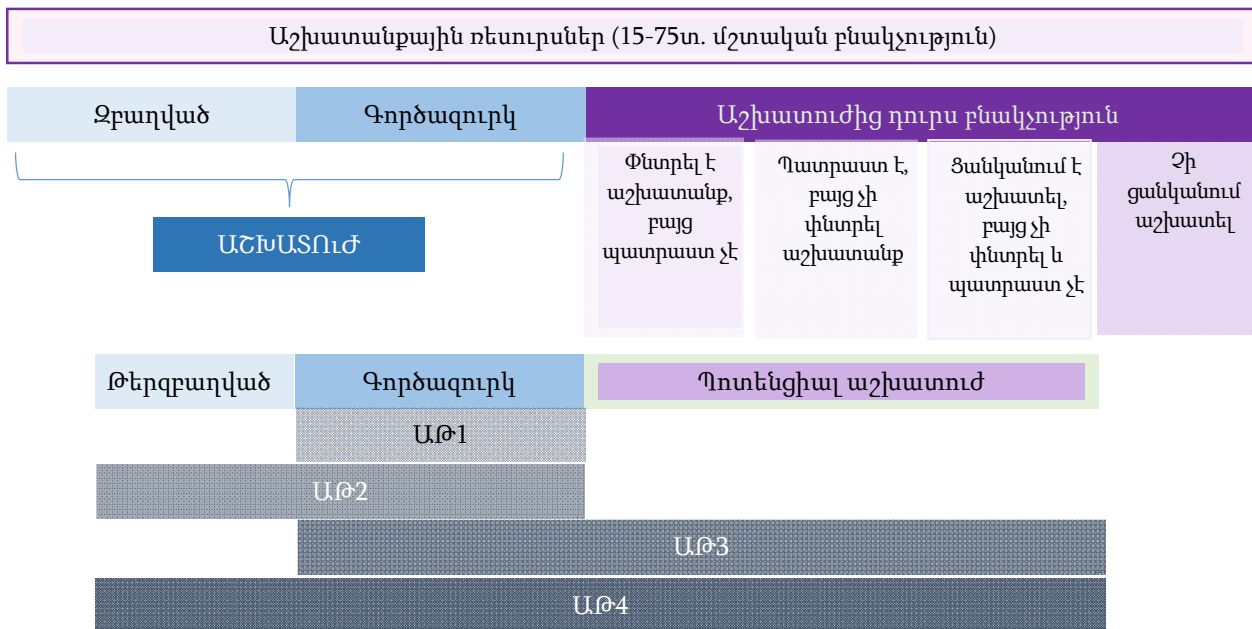 Աշխատանքային ռեսուրսներ (15-75տ. մշտական բնակչություն)
Զբաղված
Գործազուրկ
Աշխատուժից դուրս բնակչություն
ԱՇԽԱՏՈւԺ
Փնտրել է
աշխատանք,
բայց
պատրաստ չէ
Պատրաստ է,
բայց չի
փնտրել
աշխատանք
Ցանկանում է
աշխատել,
բայց չի
փնտրել և
պատրաստ չէ
Չի
ցանկանում
աշխատել
Թերզբաղված
Գործազուրկ
Պոտենցիալ աշխատուժ
ԱԹ1
ԱԹ2
ԱԹ3
ԱԹ4